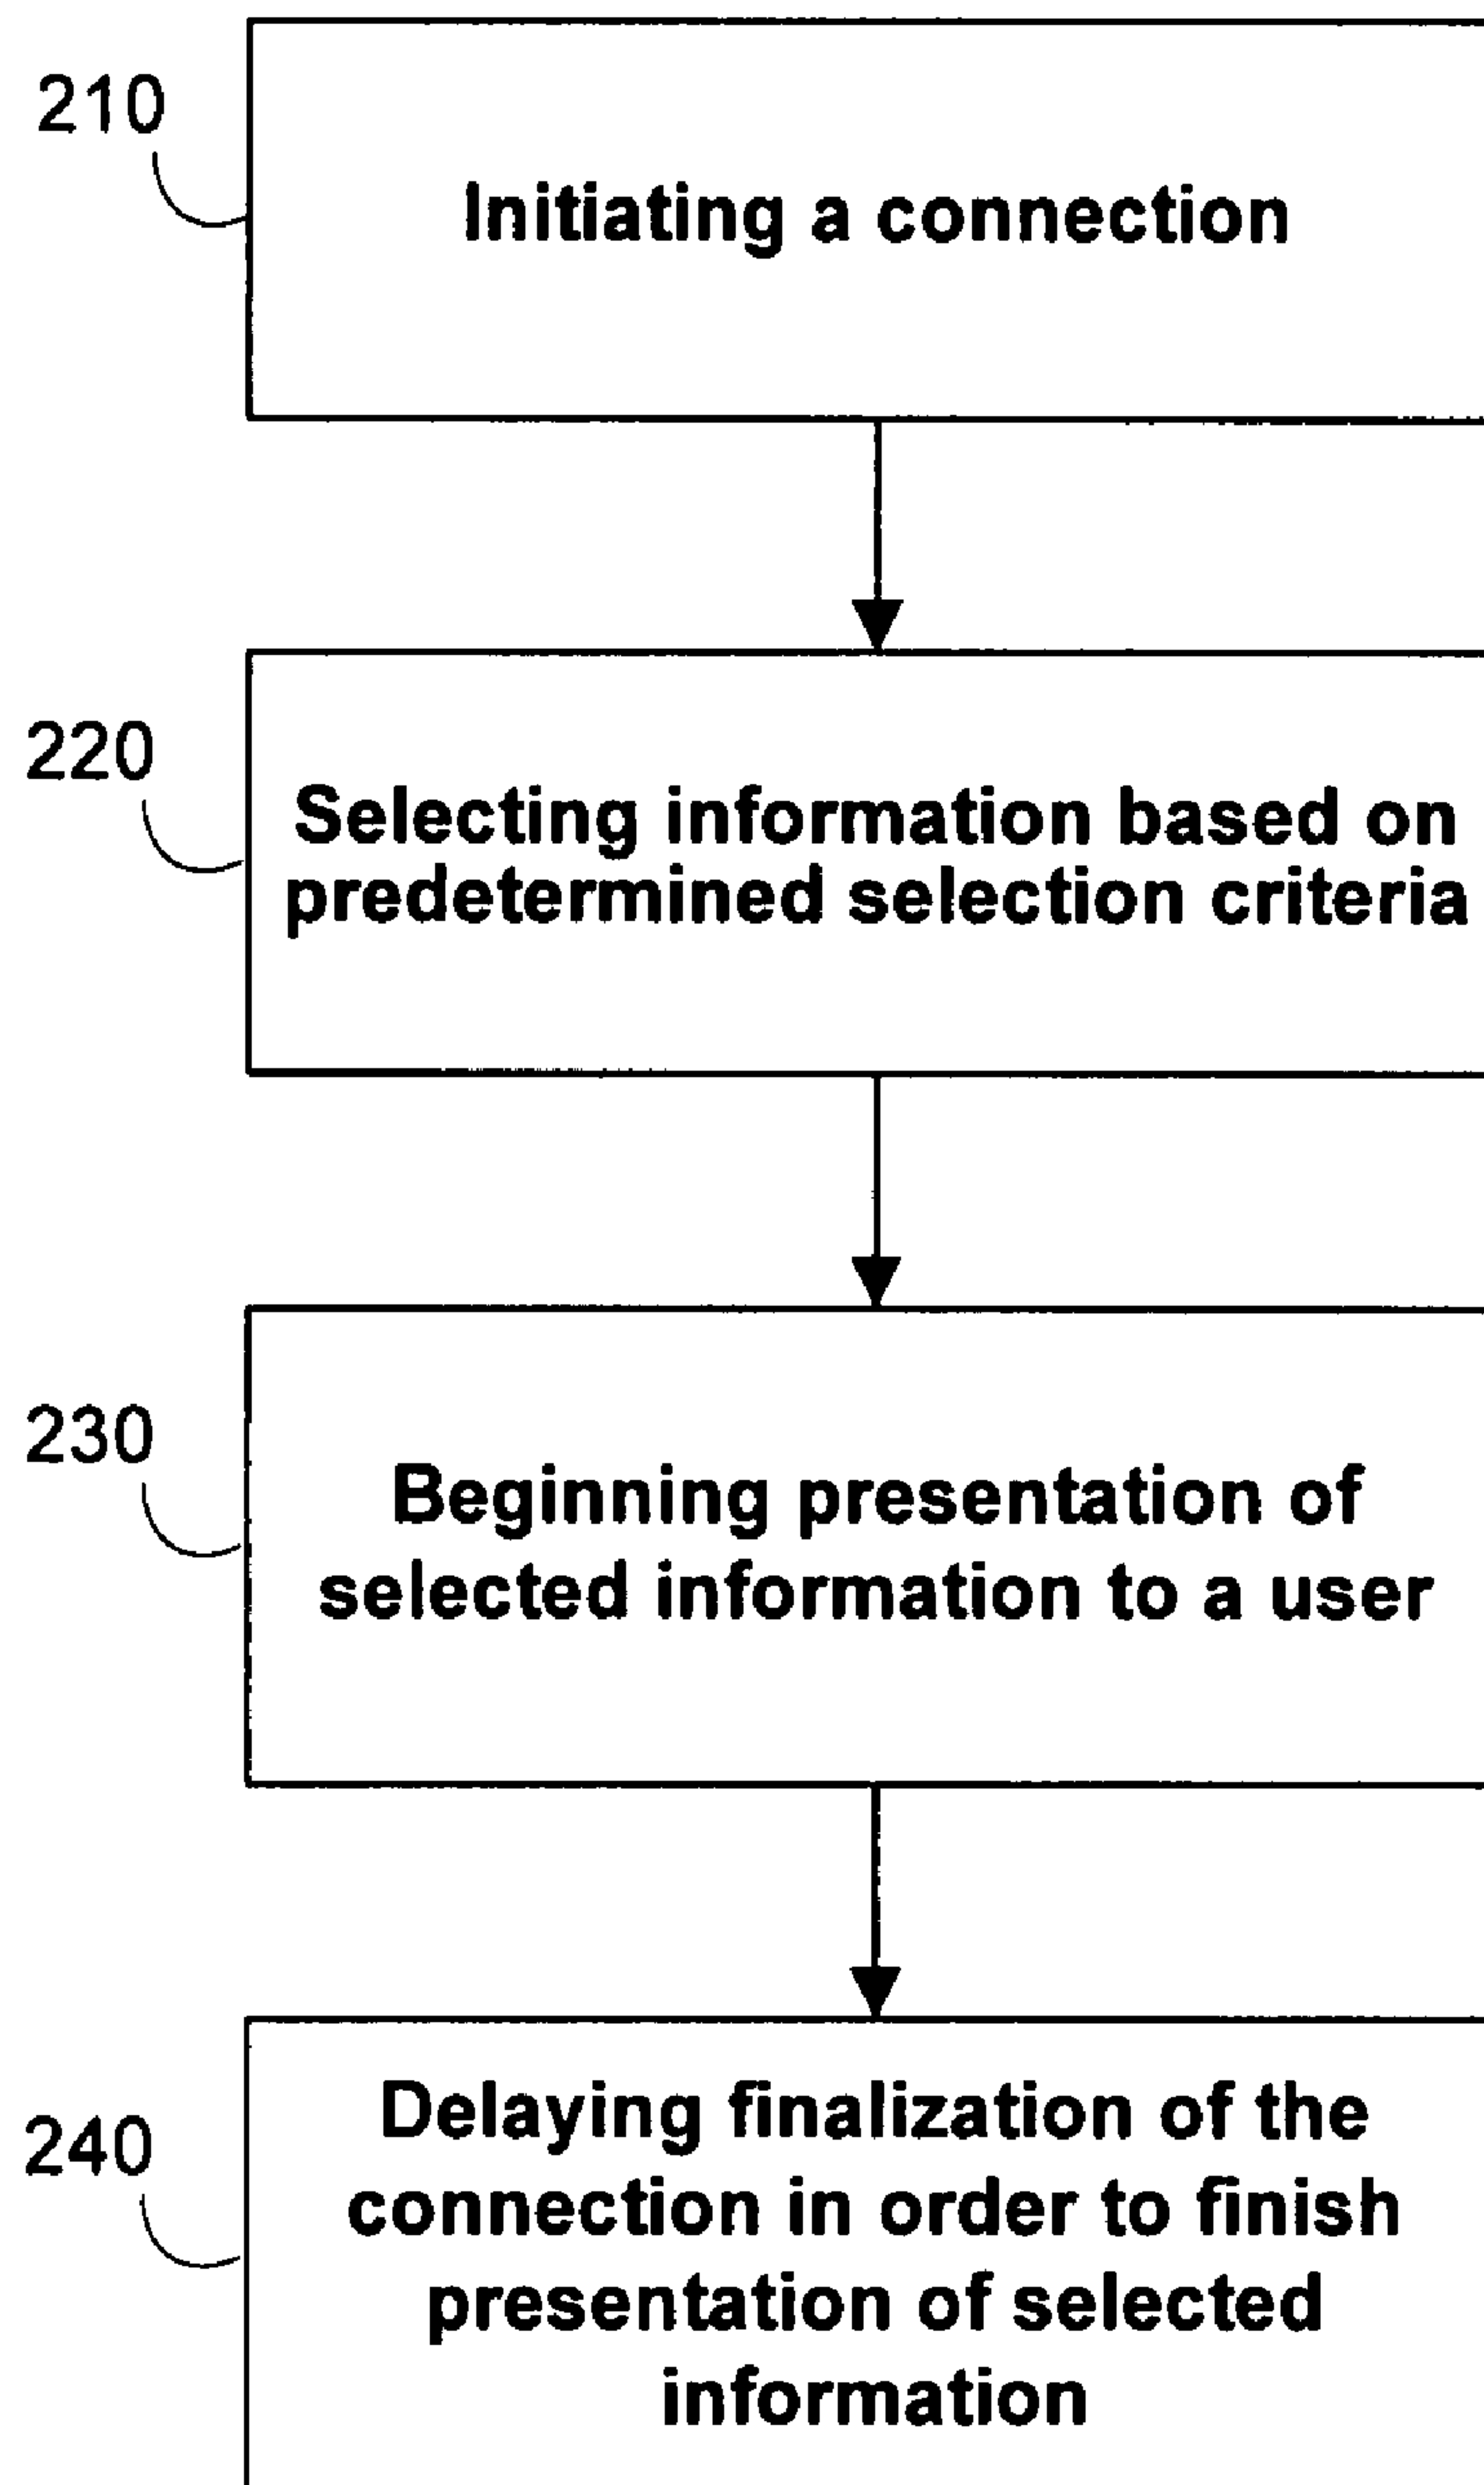 210
Initiating a connection
220
Selecting information based on
predetermined selection criteria
230
Beginning presentation of
selected information to a user
240
Delaying finalization of the
connection in order to finish
presentation of selected
information